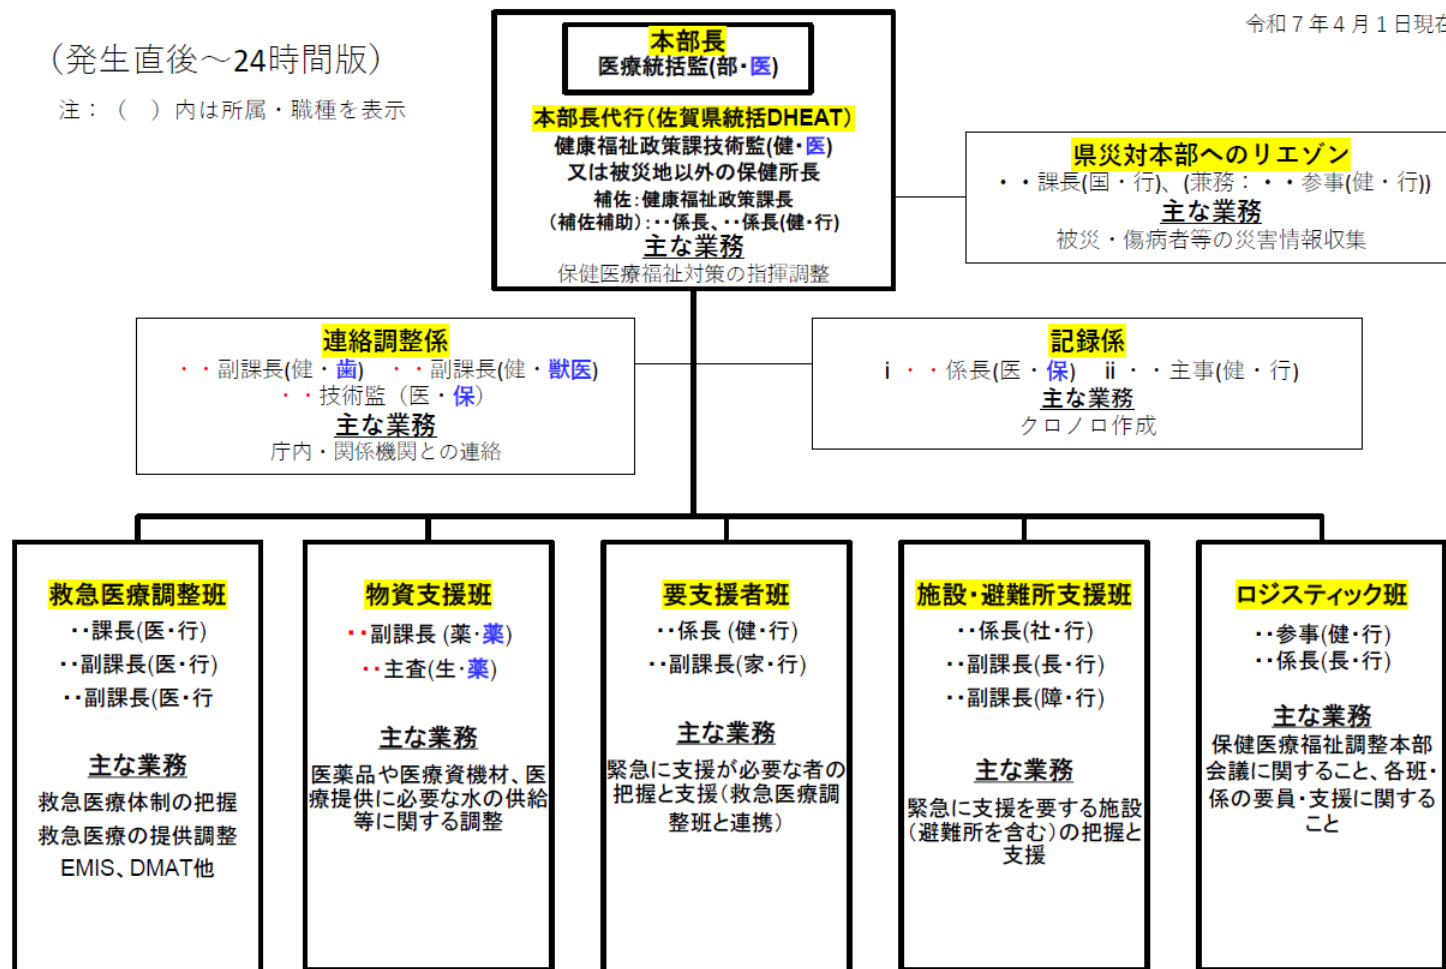 令和７年４月１日現在
（発生直後～24時間版）
注：（　）内は所属・職種を表示
本部長
医療統括監(部・医)
本部長代行(佐賀県統括DHEAT)
健康福祉政策課技術監(健・医)
又は被災地以外の保健所長
補佐：健康福祉政策課長
（補佐補助）：・・係長、・・係長(健・行)
主な業務
保健医療福祉対策の指揮調整
県災対本部へのリエゾン
・・課長(国・行)、(兼務：・・参事(健・行))
主な業務
被災・傷病者等の災害情報収集
連絡調整係
・・副課長(健・歯)　・・副課長(健・獣医)
・・技術監（医・保）
主な業務
庁内・関係機関との連絡
記録係
ⅰ ・・係長(医・保)　ⅱ ・・主事(健・行)
主な業務
クロノロ作成
救急医療調整班
・・課長(医・行)
・・副課長(医・行)
・・副課長(医・行
主な業務
救急医療体制の把握
救急医療の提供調整
EMIS、DMAT他
物資支援班
・・副課長 (薬・薬)
・・主査(生・薬)
主な業務
医薬品や医療資機材、医
療提供に必要な水の供給
等に関する調整
要支援者班
・・係長 (健・行)
・・副課長(家・行)
主な業務
緊急に支援が必要な者の
把握と支援(救急医療調
整班と連携）
施設・避難所支援班
・・係長(社・行)
・・副課長(長・行)
・・副課長(障・行)
主な業務
緊急に支援を要する施設
（避難所を含む）の把握と
支援
ロジスティック班
・・参事(健・行)
・・係長(長・行)
主な業務
保健医療福祉調整本部
会議に関すること、各班・
係の要員・支援に関する
こと